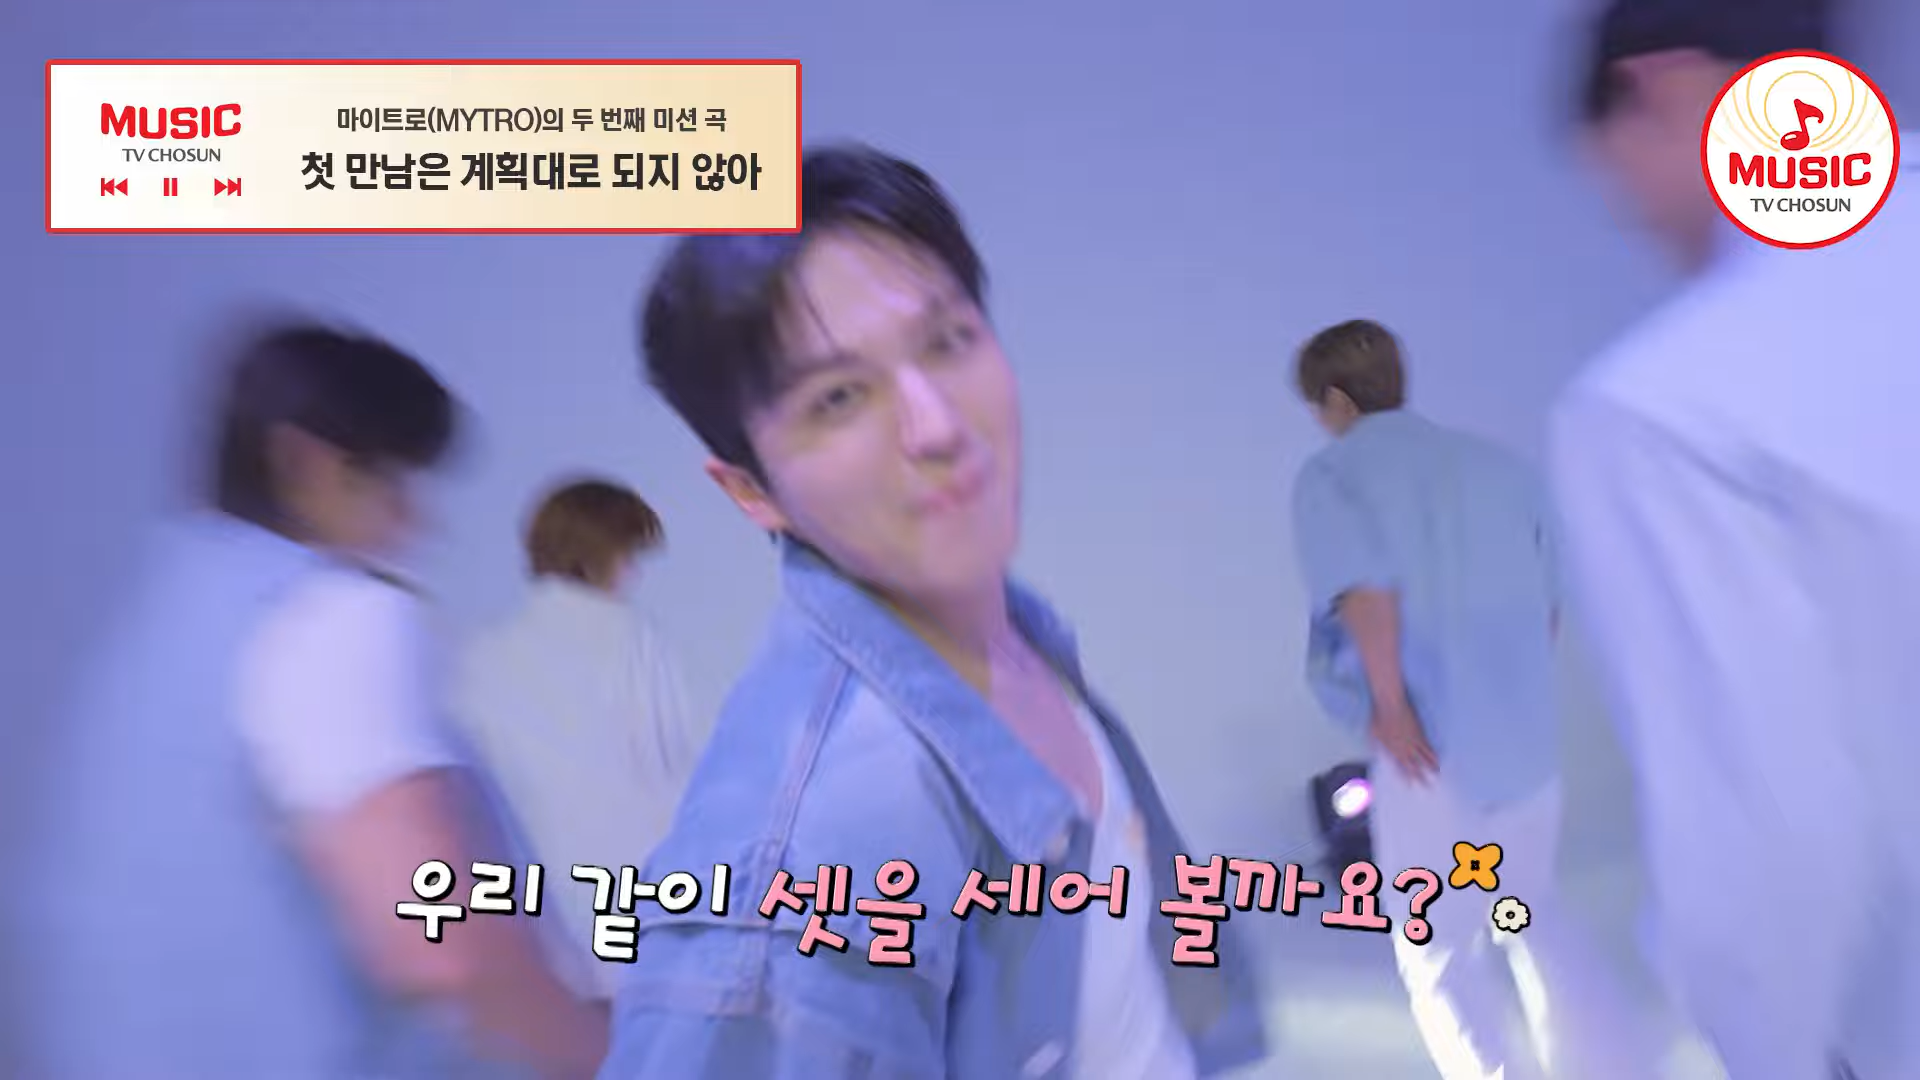 MUSIC
TV CHOSUN
마이트로(MYTRO)의 두 번째 미션 곡
첫 만남은 계획대로 되지 않아
MUSIC
TV CHOSUN
우리 같이 셋을 세어 볼까요?